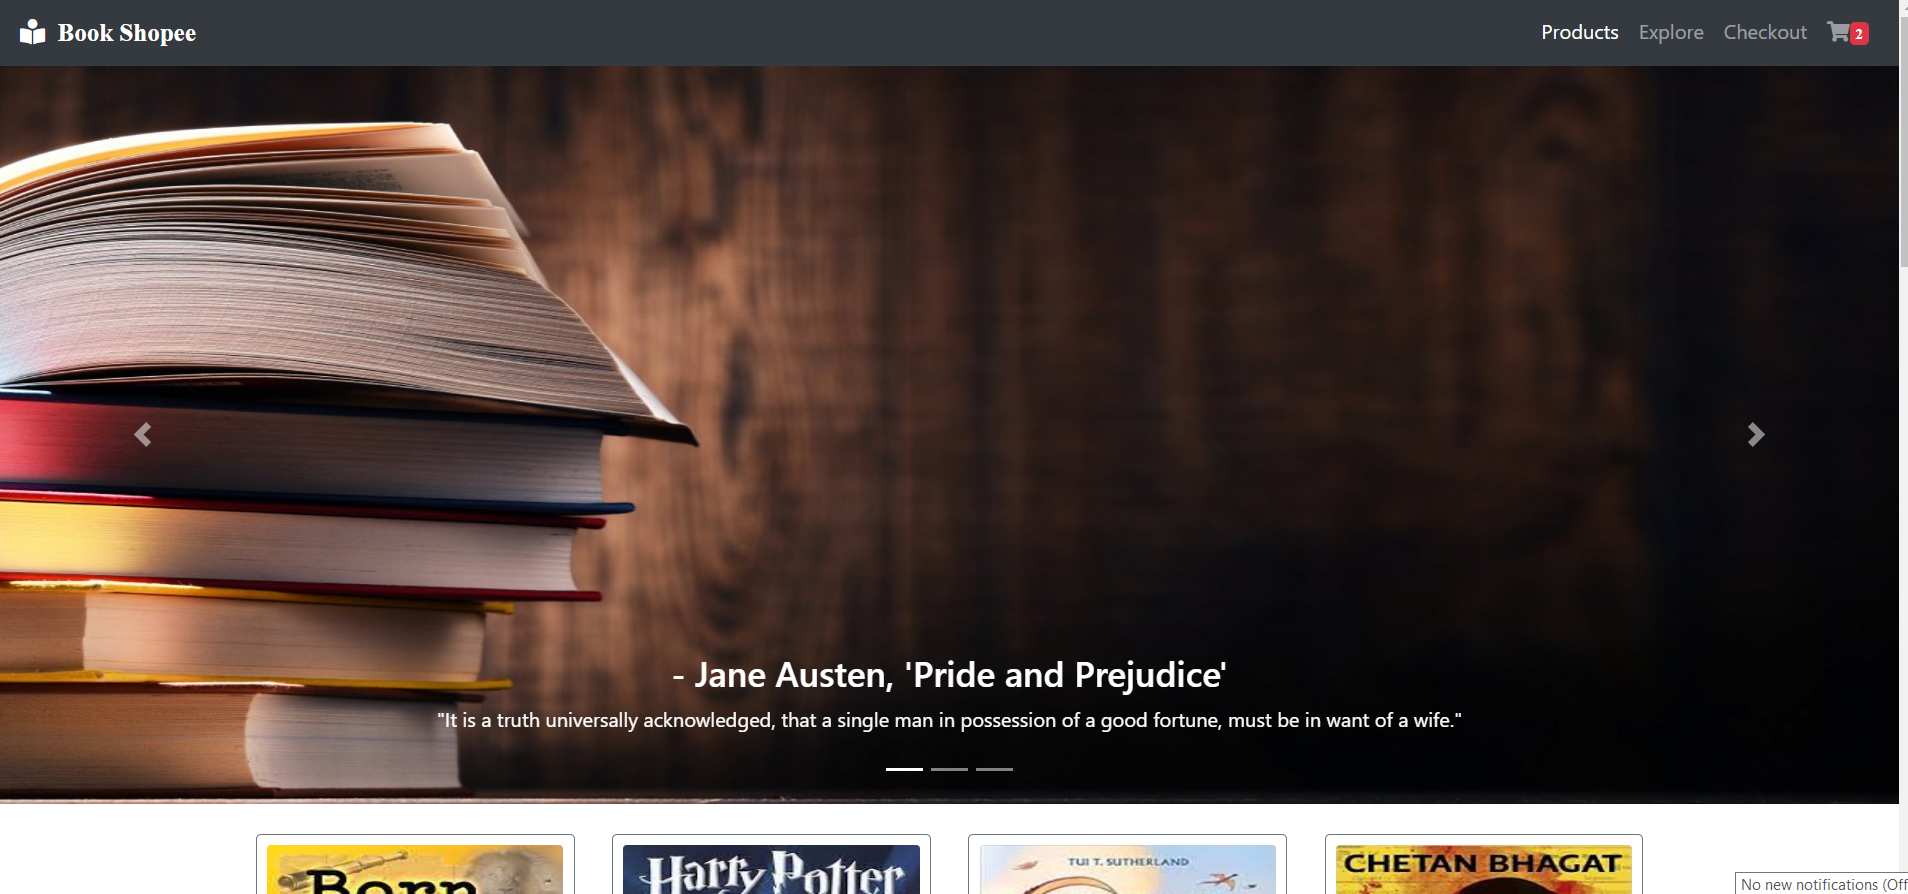 Book Shopee
Products Explore Checkout 2
- Jane Austen, 'Pride and Prejudice'
"It is a truth universally acknowledged, that a single man in possession of a good fortune, must be in want of a wife."
Born
Harry Potter
TUI T. SUTHERLAND
CHETAN BHAGAT
No new notifications (Off